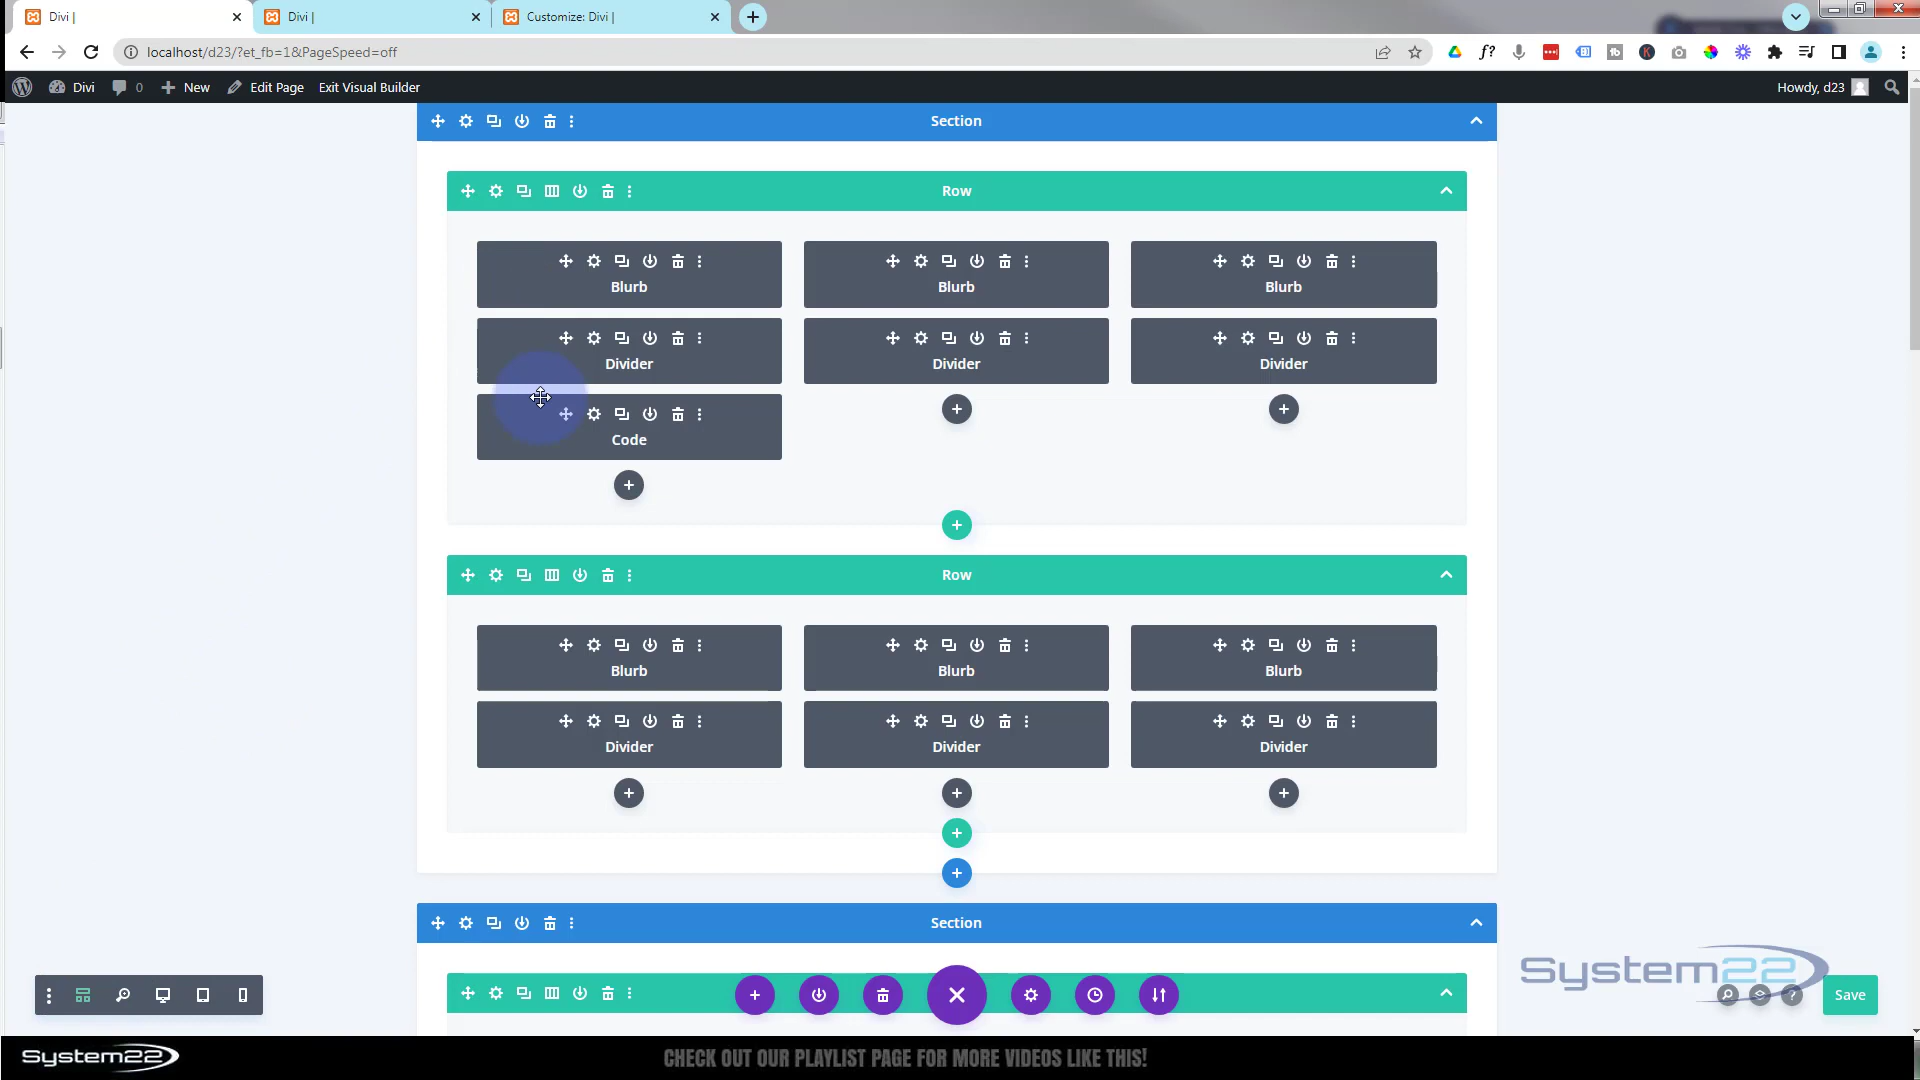 Divi |
Divi |
Customize: Divi |
localhost/d23/?et_fb=1&PageSpeed=off
f?
Divi
0
New
Edit Page
Exit Visual Builder
Howdy, d23
Section
Row
Blurb
Blurb
Blurb
Divider
Divider
Divider
Code
Row
Blurb
Blurb
Blurb
Divider
Divider
Divider
Section
System22
Save
System22
CHECK OUT OUR PLAYLIST PAGE FOR MORE VIDEOS LIKE THIS!